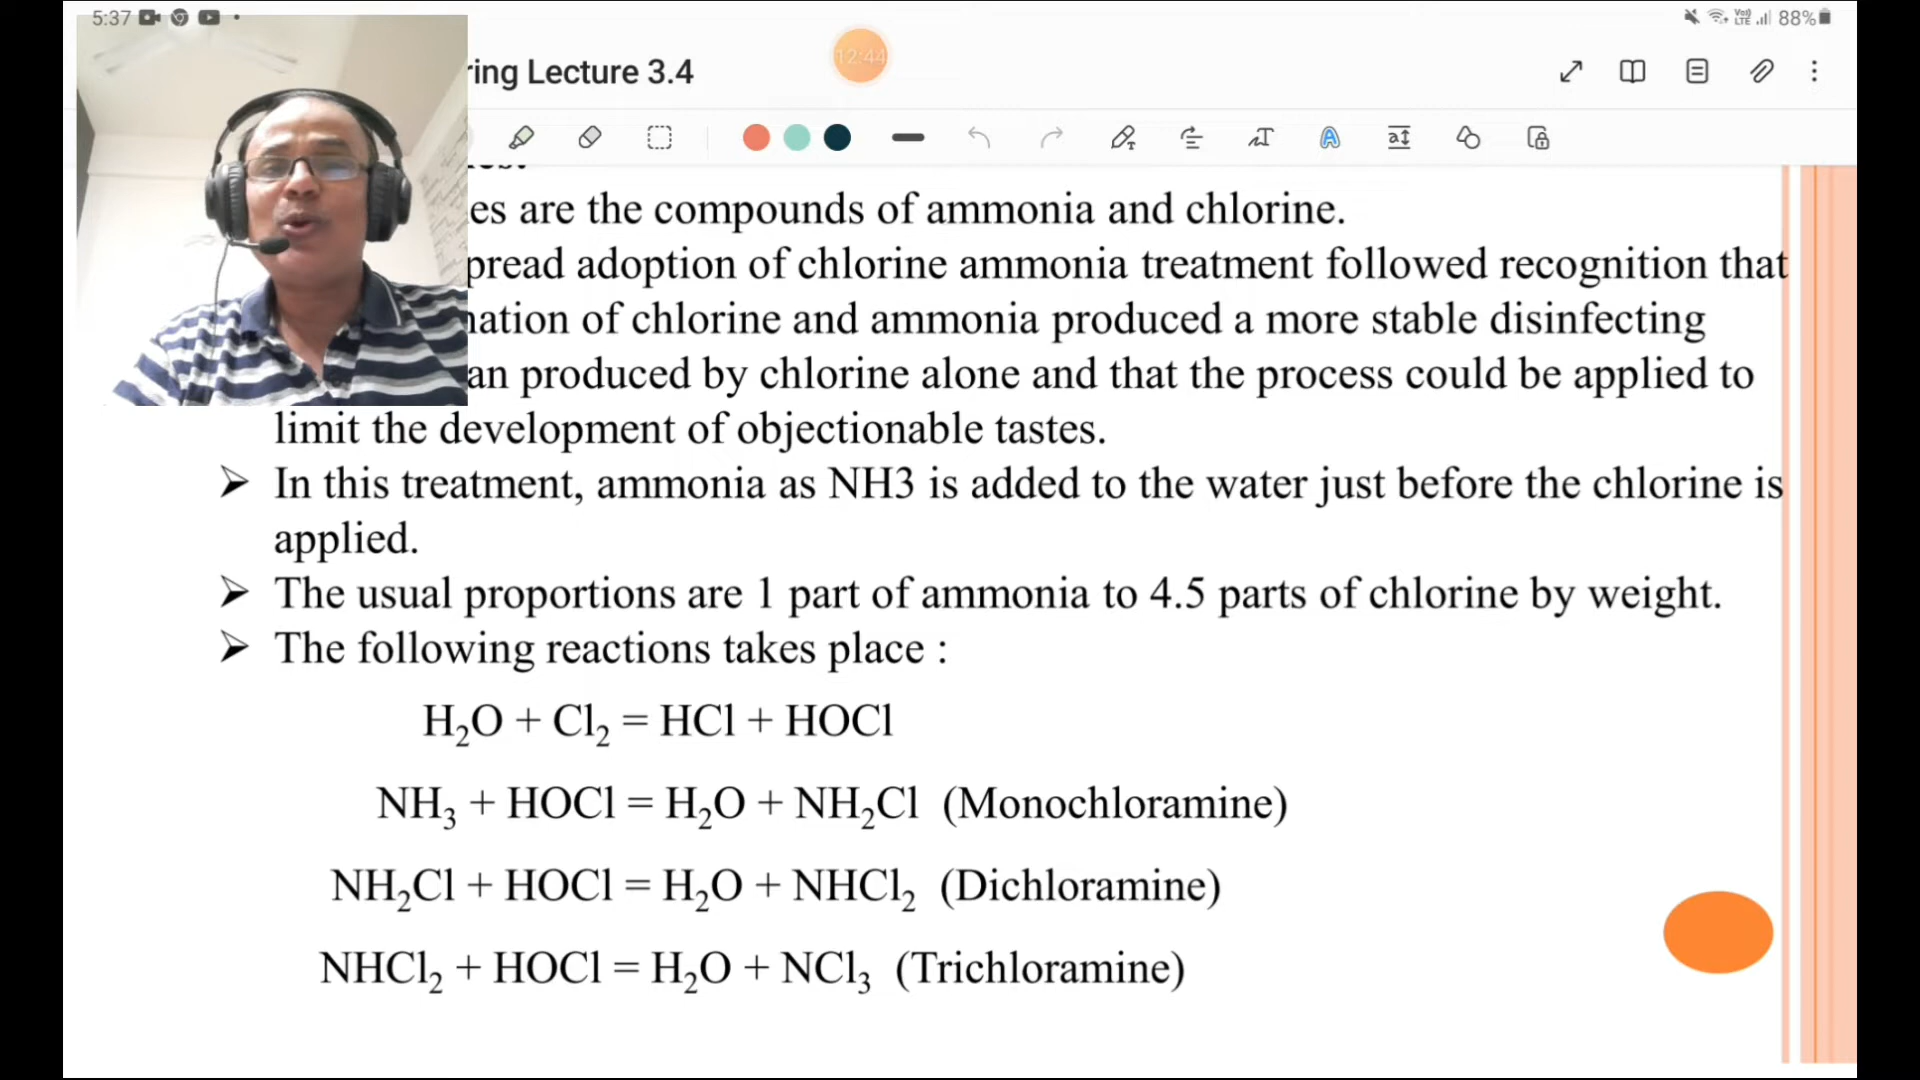 5:37
88%
12:44
ring Lecture 3.4
es are the compounds of ammonia and chlorine.
pread adoption of chlorine ammonia treatment followed recognition that
nation of chlorine and ammonia produced a more stable disinfecting
an produced by chlorine alone and that the process could be applied to
limit the development of objectionable tastes.
➤ In this treatment, ammonia as NH3 is added to the water just before the chlorine is
applied.
➤ The usual proportions are 1 part of ammonia to 4.5 parts of chlorine by weight.
➤ The following reactions takes place :
H₂O + Cl₂ = HCl + HOCl
NH₃ + HOCl = H₂O + NH₂Cl (Monochloramine)
NH₂Cl + HOCl = H₂O + NHCl₂ (Dichloramine)
NHCl₂ + HOCl = H₂O + NCl₃ (Trichloramine)